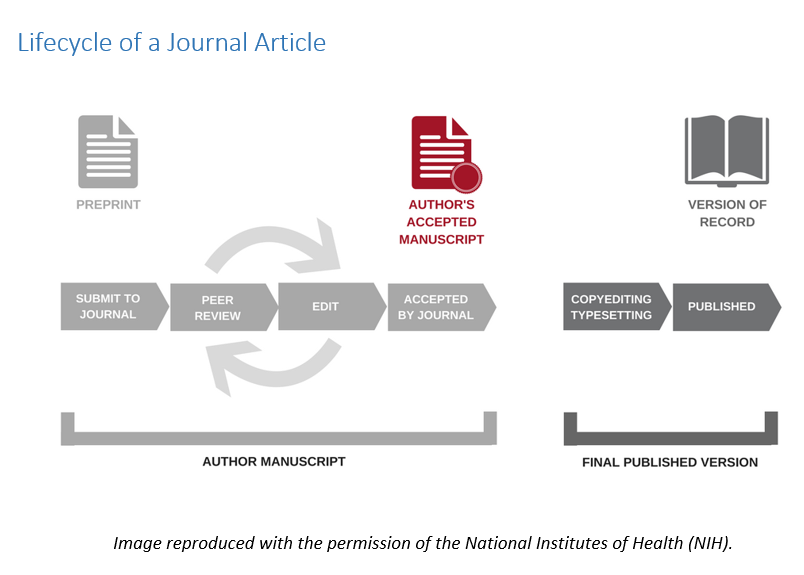 Lifecycle of a Journal Article
PREPRINT
AUTHOR'S
ACCEPTED
MANUSCRIPT
VERSION OF
RECORD
SUBMIT TO
JOURNAL
PEER
REVIEW
EDIT
ACCEPTED
BY JOURNAL
COPYEDITING
TYPESETTING
PUBLISHED
AUTHOR MANUSCRIPT
FINAL PUBLISHED VERSION
Image reproduced with the permission of the National Institutes of Health (NIH).